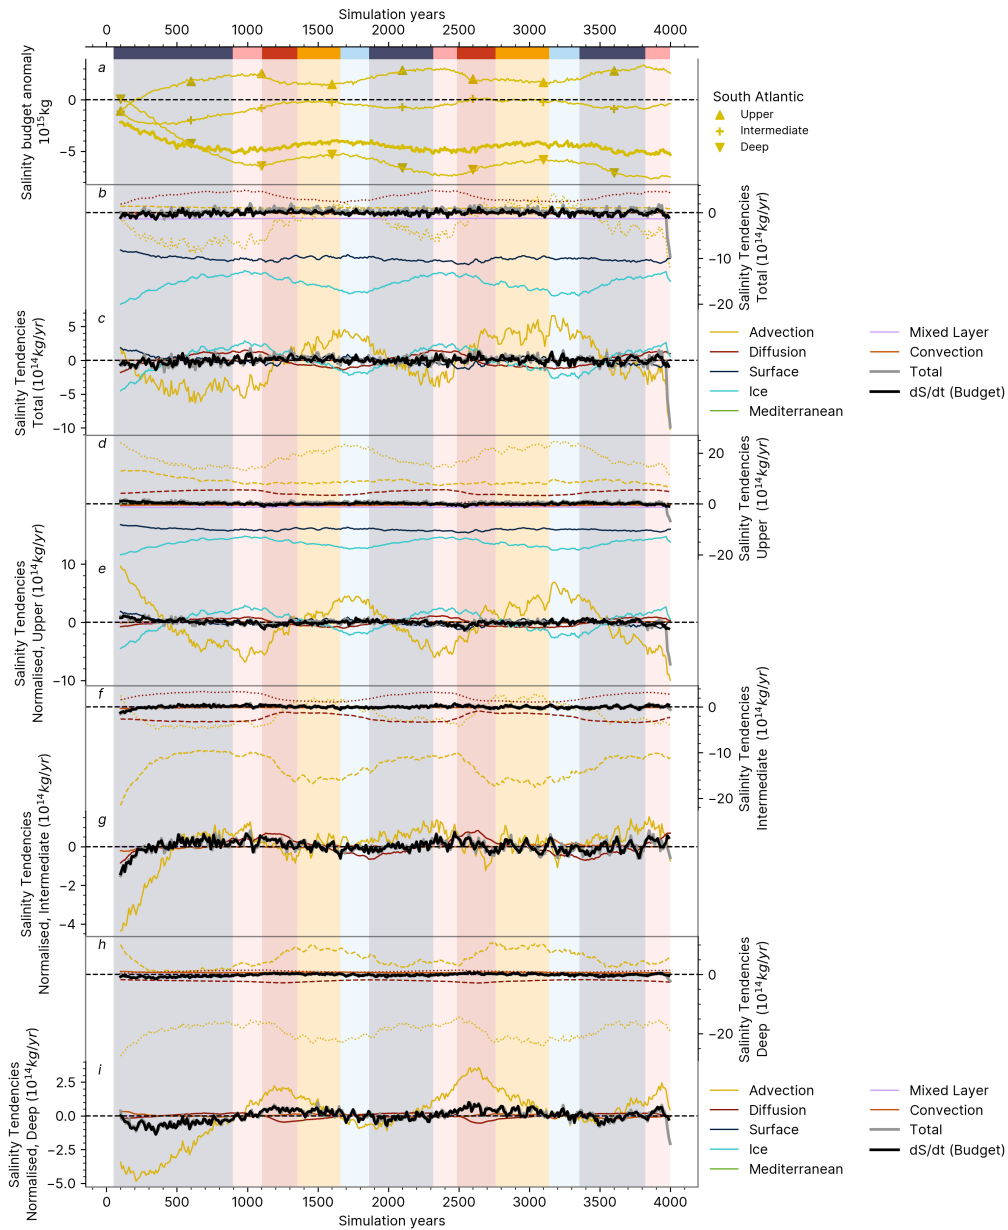 Simulation years
0 500 1000 1500 2000 2500 3000 3500 4000
Salinity budget anomaly
10¹⁵kg
a
0
−5
South Atlantic
Upper
Intermediate
Deep
b
0
−10
−20
Salinity Tendencies
Total (10¹⁴kg/yr)
c
5
0
−5
−10
Salinity Tendencies
Total (10¹⁴kg/yr)
Advection
Diffusion
Surface
Ice
Mediterranean
Mixed Layer
Convection
Total
dS/dt (Budget)
d
20
0
−20
Salinity Tendencies
Upper (10¹⁴kg/yr)
e
10
0
−10
Salinity Tendencies
Normalised, Upper (10¹⁴kg/yr)
f
0
−10
−20
Salinity Tendencies
Intermediate (10¹⁴kg/yr)
g
0
−2
−4
Salinity Tendencies
Normalised, Intermediate (10¹⁴kg/yr)
h
0
−20
Salinity Tendencies
Deep (10¹⁴kg/yr)
i
2.5
0.0
−2.5
−5.0
Salinity Tendencies
Normalised, Deep (10¹⁴kg/yr)
Advection
Diffusion
Surface
Ice
Mediterranean
Mixed Layer
Convection
Total
dS/dt (Budget)
0 500 1000 1500 2000 2500 3000 3500 4000
Simulation years